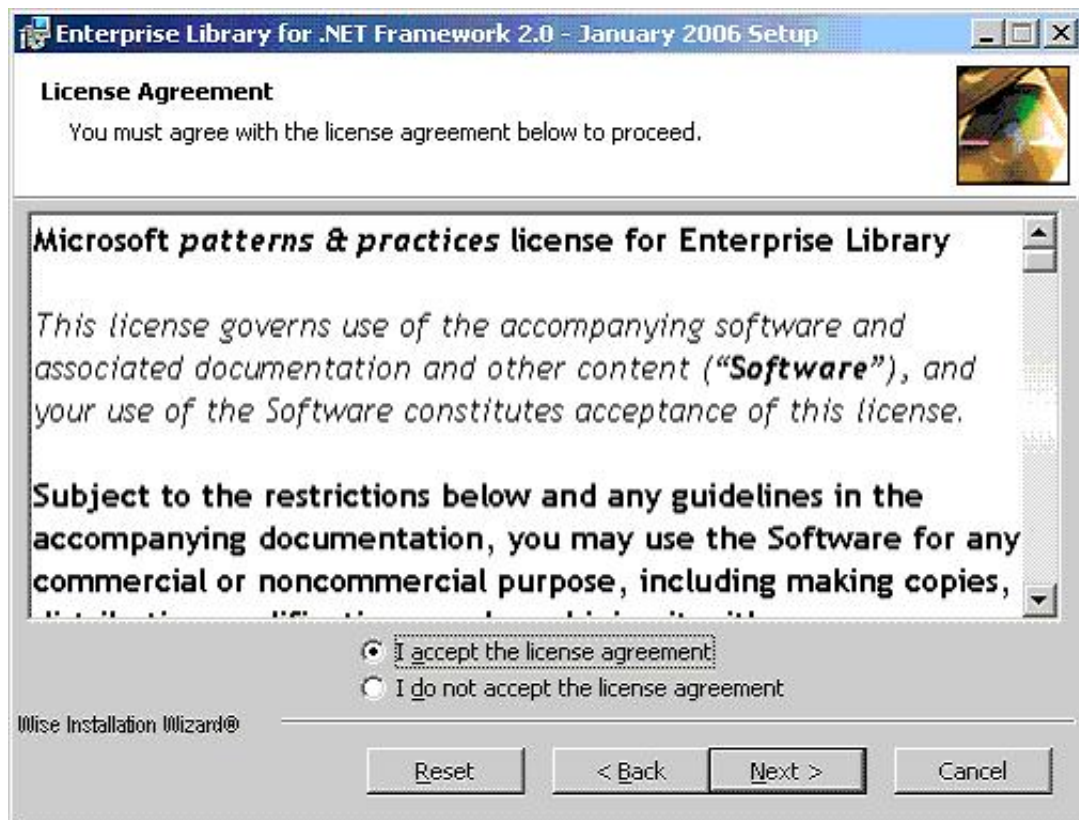 Enterprise Library for .NET Framework 2.0 - January 2006 Setup
License Agreement
You must agree with the license agreement below to proceed.
Microsoft patterns & practices license for Enterprise Library
This license governs use of the accompanying software and
associated documentation and other content (“Software”), and
your use of the Software constitutes acceptance of this license.
Subject to the restrictions below and any guidelines in the
accompanying documentation, you may use the Software for any
commercial or noncommercial purpose, including making copies,
I accept the license agreement
I do not accept the license agreement
Wise Installation Wizard®
Reset
< Back
Next >
Cancel